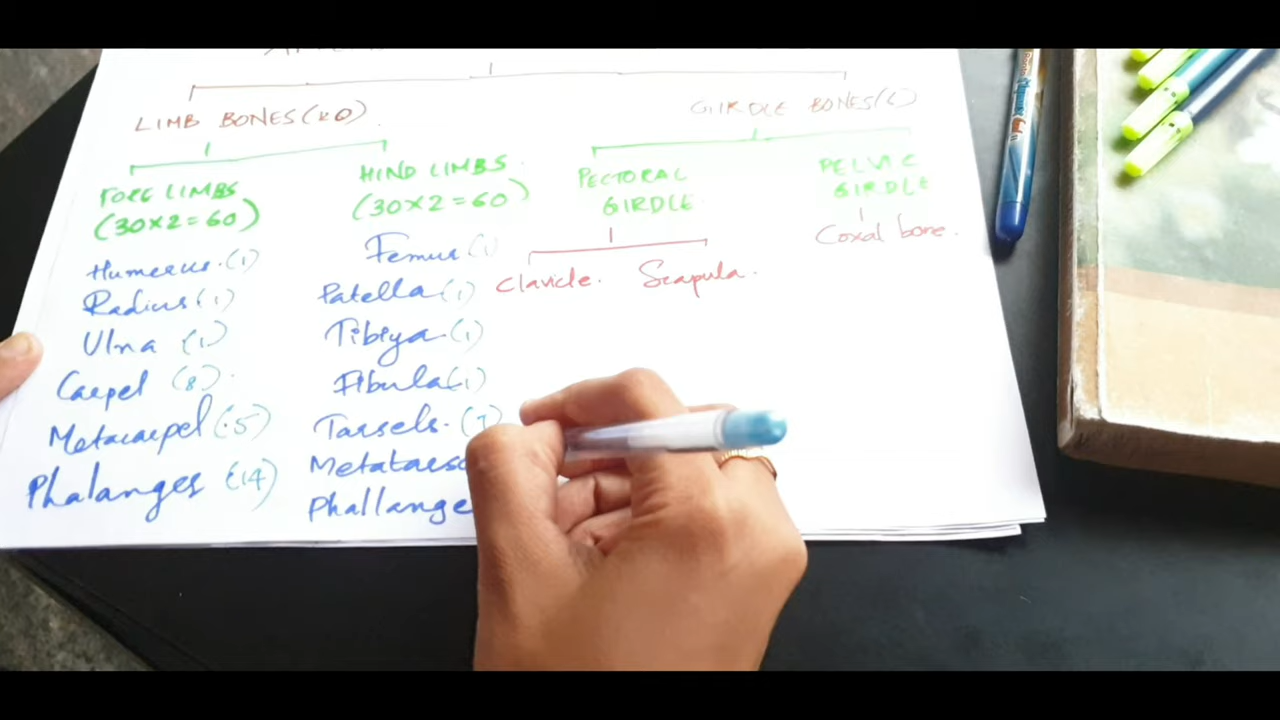 LIMB BONES (120).
GIRDLE BONES
FORE LIMBS
(30×2=60)
HIND LIMBS.
(30×2=60)
PECTORAL
GIRDLE.
PELVIC
GIRDLE
Humerus. (1)
Radius (1)
Ulna (1)
Carpel (8).
Metacarpel (5)
Phalanges (14)
Femur (1)
Patella (1)
Tibiya (1)
Fibula (1)
Tarsels. (7)
Clavicle. Scapula.
Coxal bone.